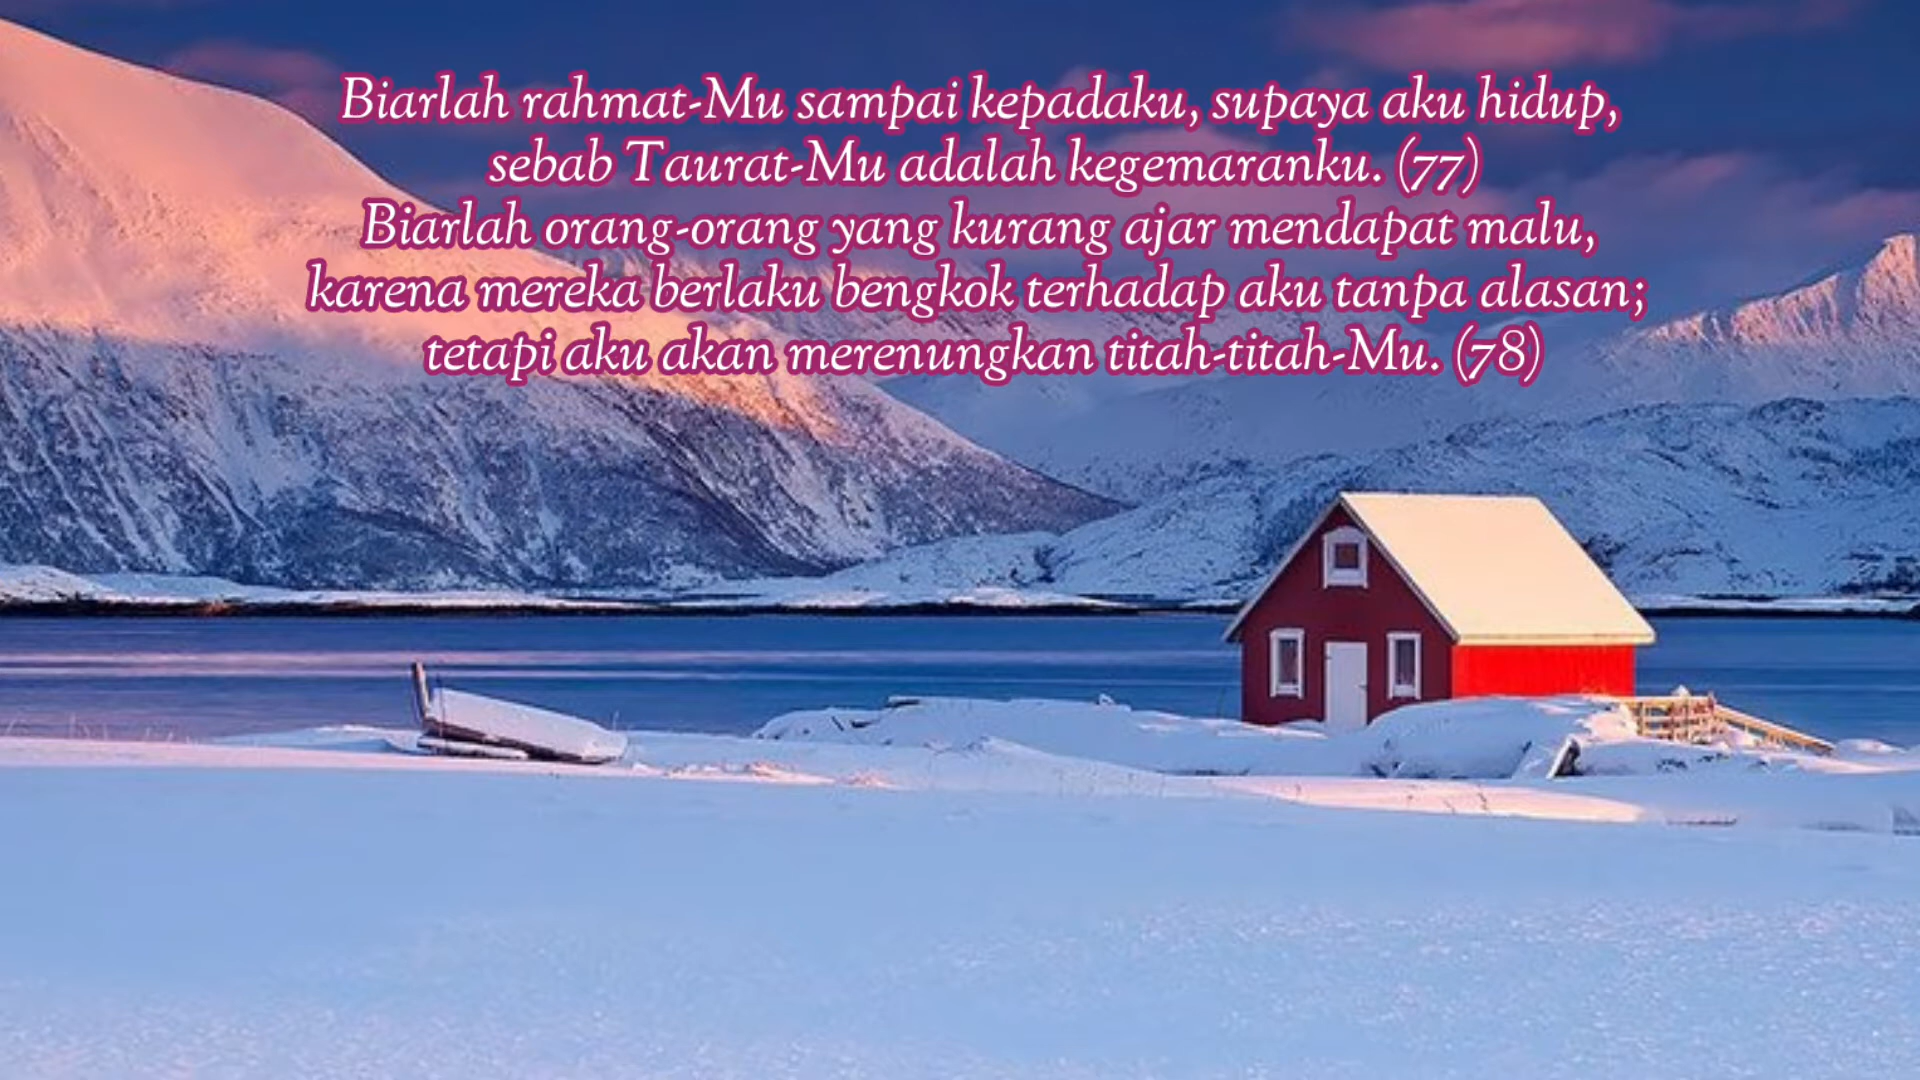 Biarlah rahmat-Mu sampai kepadaku, supaya aku hidup,
sebab Taurat-Mu adalah kegemaranku. (77)
Biarlah orang-orang yang kurang ajar mendapat malu,
karena mereka berlaku bengkok terhadap aku tanpa alasan;
tetapi aku akan merenungkan titah-titah-Mu. (78)